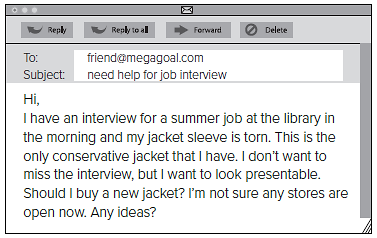 Reply
Reply to all
Forward
Delete
To: friend@megagoal.com
Subject: need help for job interview
Hi,
I have an interview for a summer job at the library in
the morning and my jacket sleeve is torn. This is the
only conservative jacket that I have. I don't want to
miss the interview, but I want to look presentable.
Should I buy a new jacket? I'm not sure any stores are
open now. Any ideas?